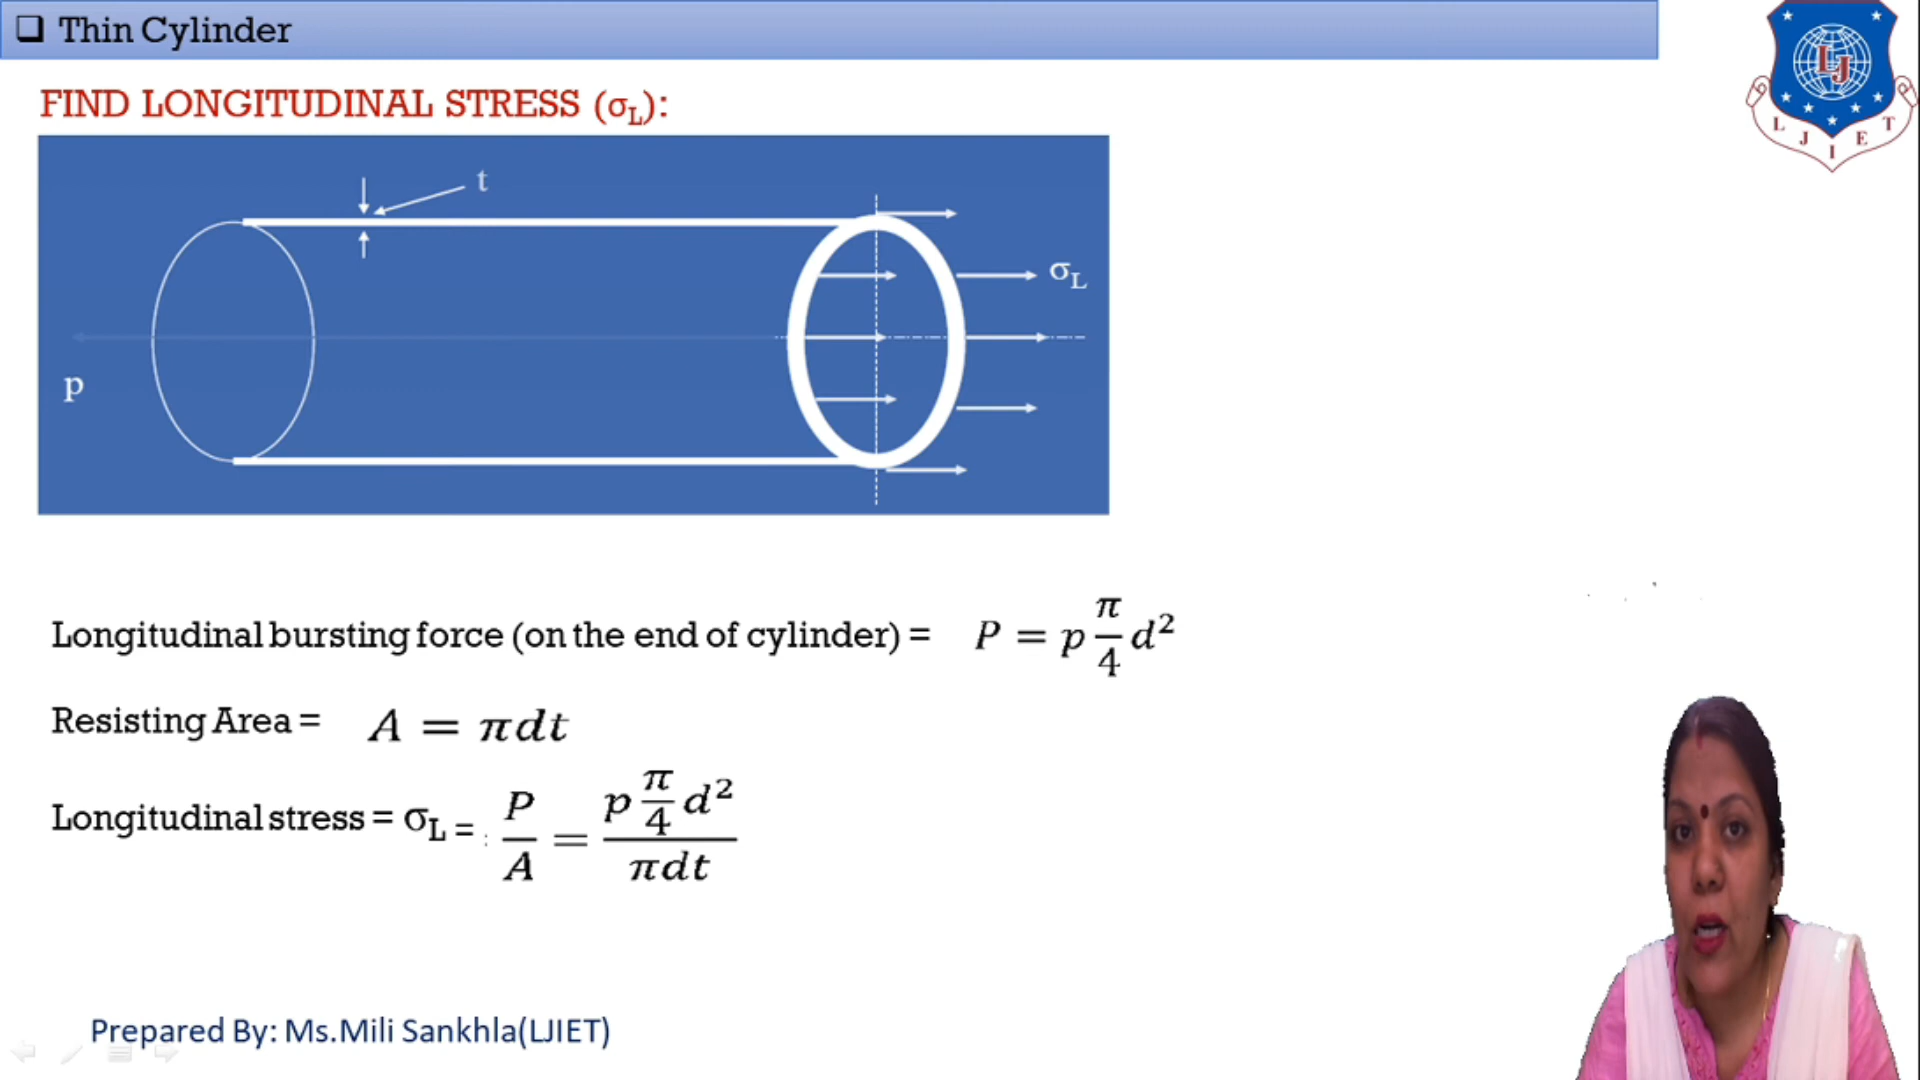 ❑ Thin Cylinder
FIND LONGITUDINAL STRESS (σL):
t
σL
p
Longitudinal bursting force (on the end of cylinder) = P = p π/4 d²
Resisting Area = A = πdt
Longitudinal stress = σL = P/A = (p π/4 d²)/(πdt)
Prepared By: Ms.Mili Sankhla(LJIET)
LJ
L J I E T